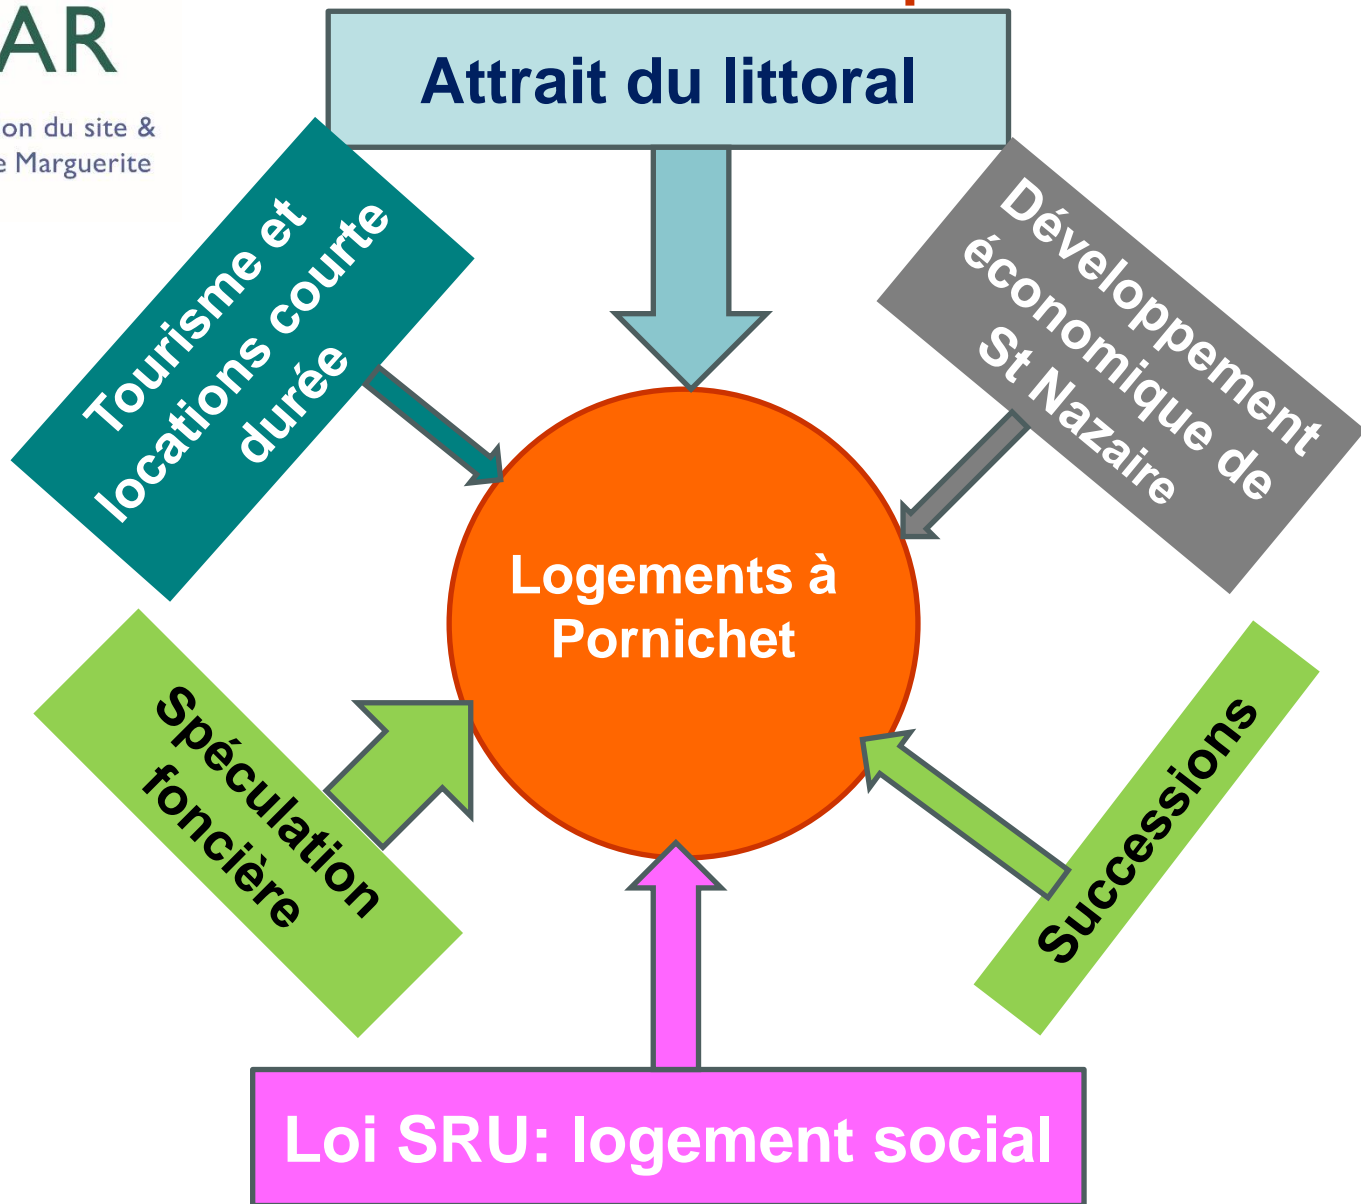 AR
on du site &
e Marguerite
Attrait du littoral
Tourisme et
locations courte
durée
Développement
économique de
St Nazaire
Logements à
Pornichet
Spéculation
foncière
Successions
Loi SRU: logement social